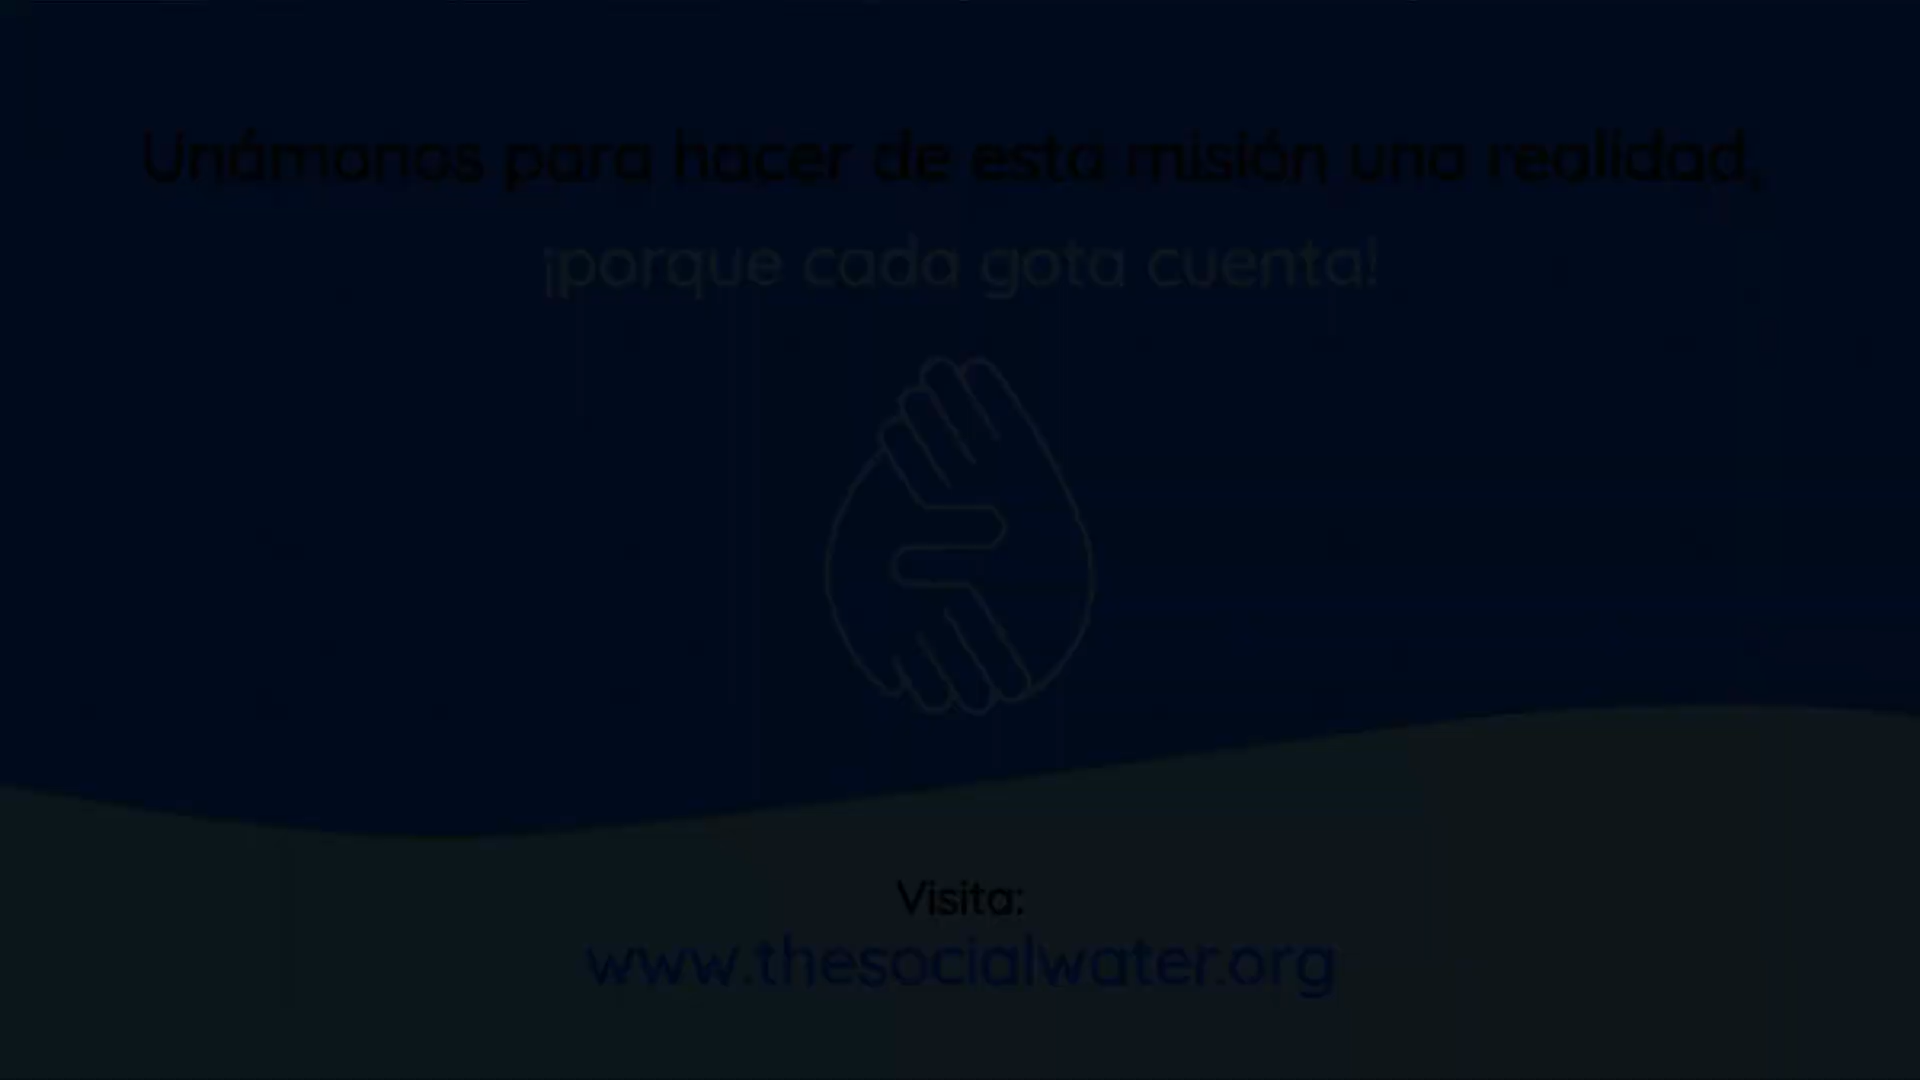 Unámonos para hacer de esta misión una realidad,
¡porque cada gota cuenta!
Visita:
www.thesocialwater.org